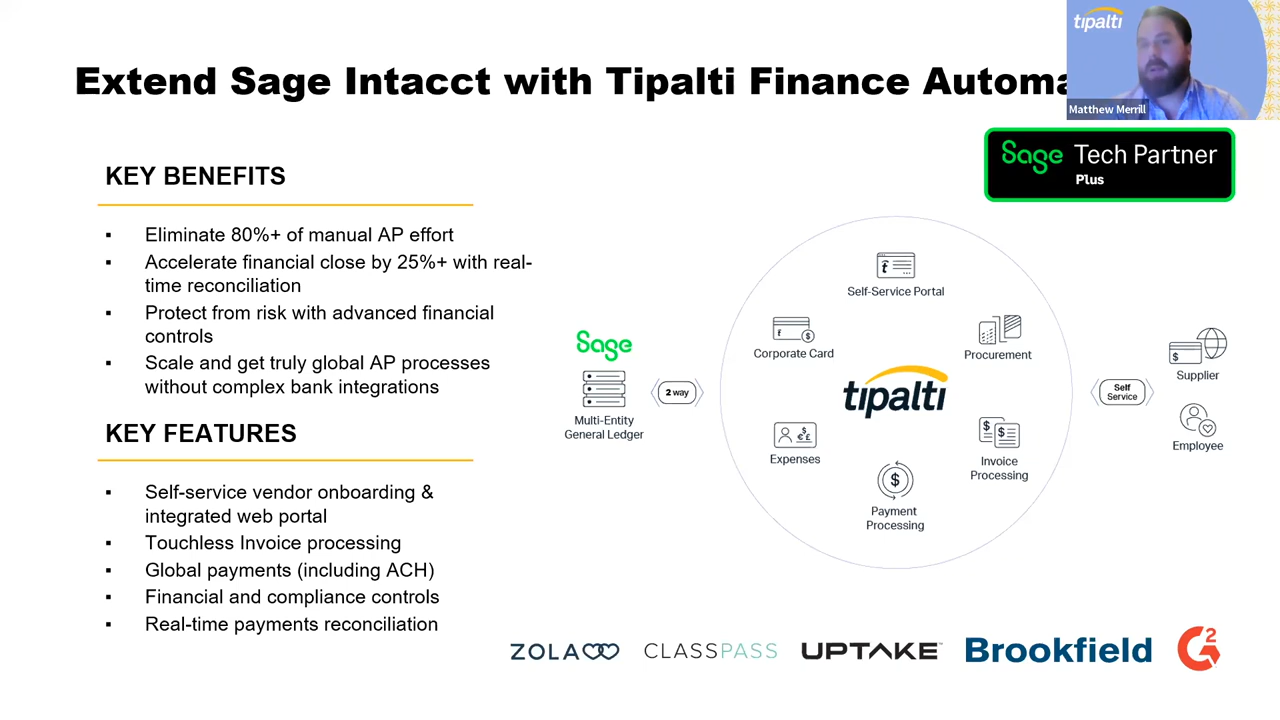 tipalti
Matthew Merrill
Extend Sage Intacct with Tipalti Finance Automa
Sage Tech Partner
Plus
KEY BENEFITS
▪ Eliminate 80%+ of manual AP effort
▪ Accelerate financial close by 25%+ with real-
time reconciliation
▪ Protect from risk with advanced financial
controls
▪ Scale and get truly global AP processes
without complex bank integrations
KEY FEATURES
▪ Self-service vendor onboarding &
integrated web portal
▪ Touchless Invoice processing
▪ Global payments (including ACH)
▪ Financial and compliance controls
▪ Real-time payments reconciliation
Sage
Multi-Entity
General Ledger
2 way
Self-Service Portal
Corporate Card
Procurement
tipalti
Expenses
Invoice
Processing
Payment
Processing
Self
Service
Supplier
Employee
ZOLA
CLASSPASS
UPTAKE™
Brookfield
G2